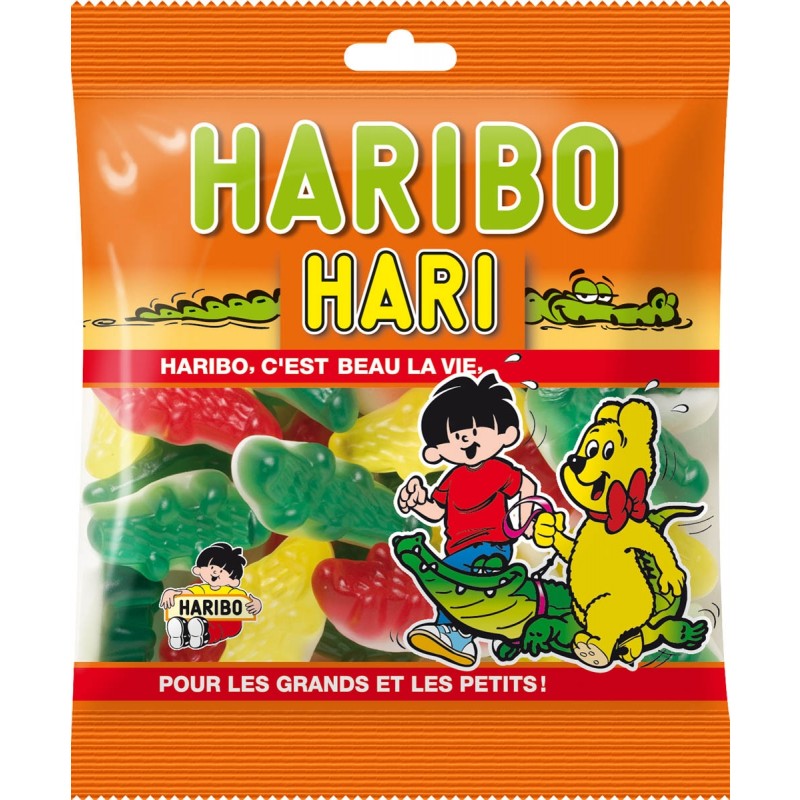 HARIBO
HARI
HARIBO, C'EST BEAU LA VIE,
HARIBO
POUR LES GRANDS ET LES PETITS!